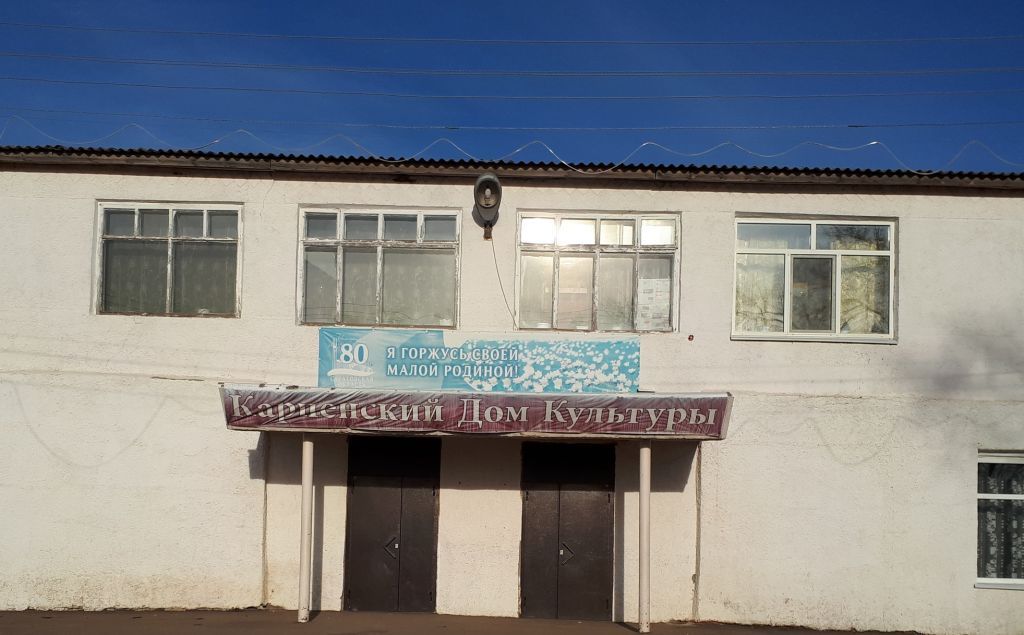 80
Я ГОРЖУСЬ СВОЕЙ
МАЛОЙ РОДИНОЙ!
Карпенский Дом Культуры